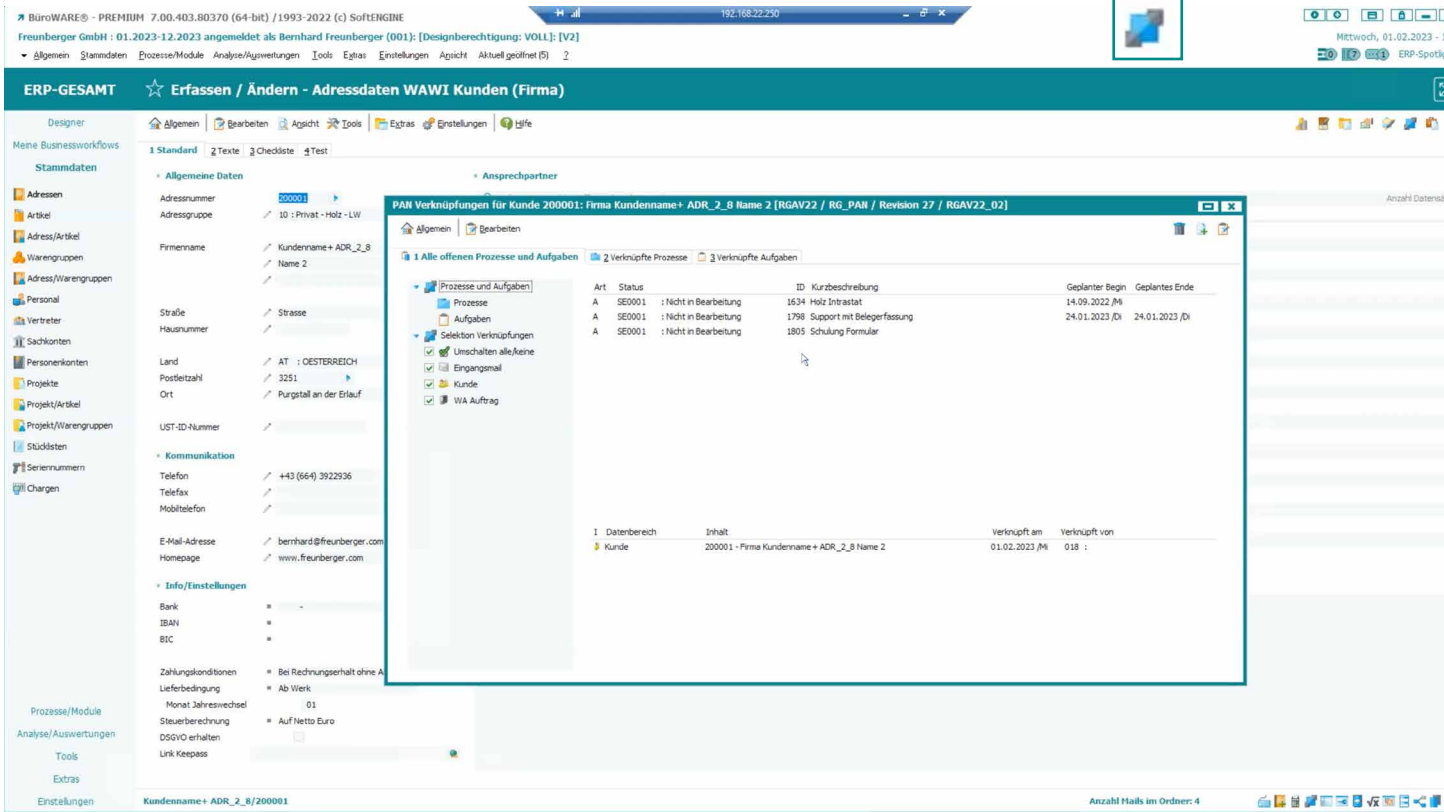 BüroWARE® - PREMIUM 7.00.403.80370 (64-bit) /1993-2022 (c) SoftENGINE
192.168.22.250
Freunberger GmbH : 01.2023-12.2023 angemeldet als Bernhard Freunberger (001): [Designberechtigung: VOLL]: [V2]
Mittwoch, 01.02.2023 -
Allgemein Stammdaten Prozesse/Module Analyse/Auswertungen Tools Extras Einstellungen Ansicht Aktuell geöffnet (5) ?
ERP-Spotli
ERP-GESAMT
Erfassen / Ändern - Adressdaten WAWI Kunden (Firma)
Designer
Meine Businessworkflows
Stammdaten
Adressen
Artikel
Adress/Artikel
Warengruppen
Adress/Warengruppen
Personal
Vertreter
Sachkonten
Personenkonten
Projekte
Projekt/Artikel
Projekt/Warengruppen
Stücklisten
Seriennummern
Chargen
Prozesse/Module
Analyse/Auswertungen
Tools
Extras
Einstellungen
Allgemein Bearbeiten Ansicht Tools Extras Einstellungen Hilfe
1 Standard 2 Texte 3 Checkliste 4 Test
Allgemeine Daten
Adressnummer 200001
Adressgruppe 10 : Privat - Holz - LW
Firmenname Kundenname+ ADR_2_8
Name 2
Straße Strasse
Hausnummer
Land AT : OESTERREICH
Postleitzahl 3251
Ort Purgstall an der Erlauf
UST-ID-Nummer
Kommunikation
Telefon +43 (664) 3922936
Telefax
Mobiltelefon
E-Mail-Adresse bernhard@freunberger.com
Homepage www.freunberger.com
Info/Einstellungen
Bank -
IBAN
BIC
Zahlungskonditionen Bei Rechnungserhalt ohne A
Lieferbedingung Ab Werk
Monat Jahreswechsel 01
Steuerberechnung Auf Netto Euro
DSGVO erhalten
Link Keepass
Ansprechpartner
Anzahl Datensä
PAN Verknüpfungen für Kunde 200001: Firma Kundenname+ ADR_2_8 Name 2 [RGAV22 / RG_PAN / Revision 27 / RGAV22_02]
Allgemein Bearbeiten
1 Alle offenen Prozesse und Aufgaben 2 Verknüpfte Prozesse 3 Verknüpfte Aufgaben
Prozesse und Aufgaben
Prozesse
Aufgaben
Selektion Verknüpfungen
Umschalten alle/keine
Eingangsmail
Kunde
WA Auftrag
Art Status ID Kurzbeschreibung Geplanter Begin Geplantes Ende
A SE0001 : Nicht in Bearbeitung 1634 Holz Intrastat 14.09.2022 /Mi
A SE0001 : Nicht in Bearbeitung 1798 Support mit Belegerfassung 24.01.2023 /Di 24.01.2023 /Di
A SE0001 : Nicht in Bearbeitung 1805 Schulung Formular
I Datenbereich Inhalt Verknüpft am Verknüpft von
Kunde 200001 - Firma Kundenname+ ADR_2_8 Name 2 01.02.2023 /Mi 018 :
Kundenname+ ADR_2_8/200001
Anzahl Mails im Ordner: 4